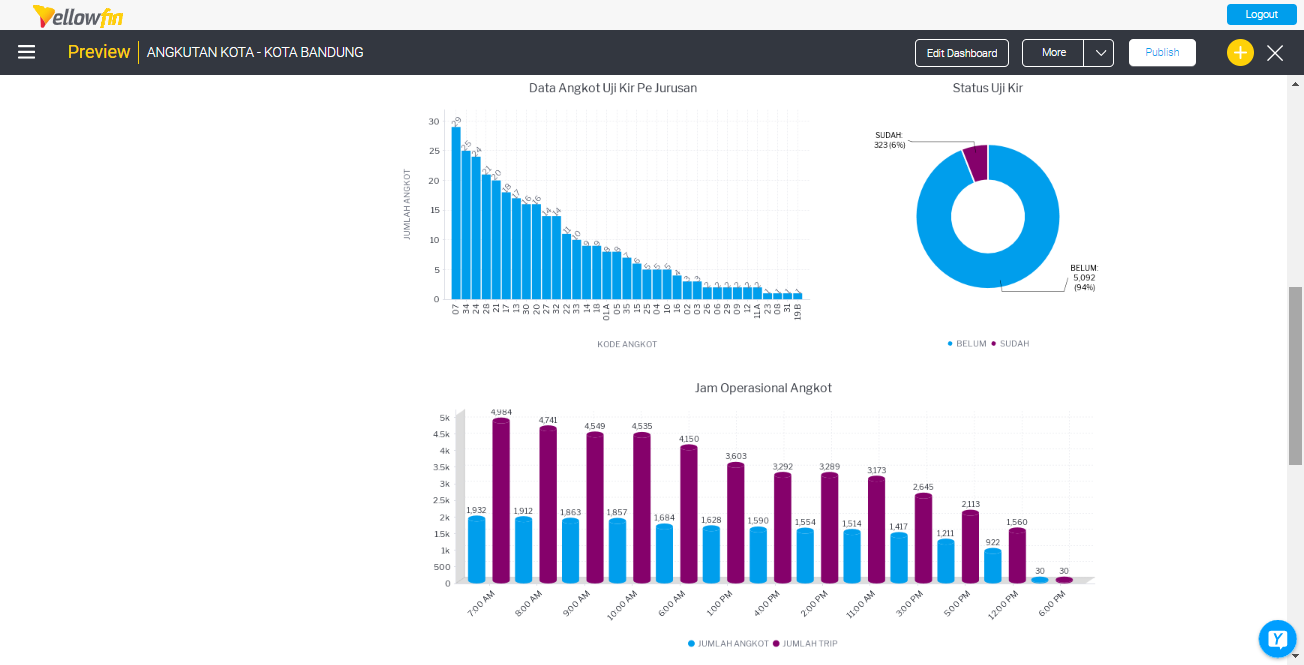 Yellowfin
Logout
Preview
ANGKUTAN KOTA - KOTA BANDUNG
Edit Dashboard
More
Publish
Data Angkot Uji Kir Pe Jurusan
JUMLAH ANGKOT
30
25
20
15
10
5
0
29 25 24 21 20 18 17 16 16 14 14 11 10 9 9 8 8 7 6 5 5 5 4 3 3 2 2 2 2 2 2 1 1 1 1
07 34 24 28 21 17 13 30 20 27 32 22 33 14 18 01.A 05 35 15 25 04 10 16 02 03 26 06 29 09 12 11.A 23 08 31 19.B
KODE ANGKOT
Status Uji Kir
SUDAH:
323 (6%)
BELUM:
5,092
(94%)
BELUM SUDAH
Jam Operasional Angkot
5k
4.5k
4k
3.5k
3k
2.5k
2k
1.5k
1k
500
0
1,932 4,984 1,912 4,741 1,863 4,549 1,857 4,535 1,684 4,150 1,628 3,603 1,590 3,292 1,554 3,289 1,514 3,173 1,417 2,645 1,211 2,113 922 1,560 30 30
7:00 AM 8:00 AM 9:00 AM 10:00 AM 6:00 AM 1:00 PM 4:00 PM 2:00 PM 11:00 AM 3:00 PM 5:00 PM 12:00 PM 6:00 PM
JUMLAH ANGKOT JUMLAH TRIP